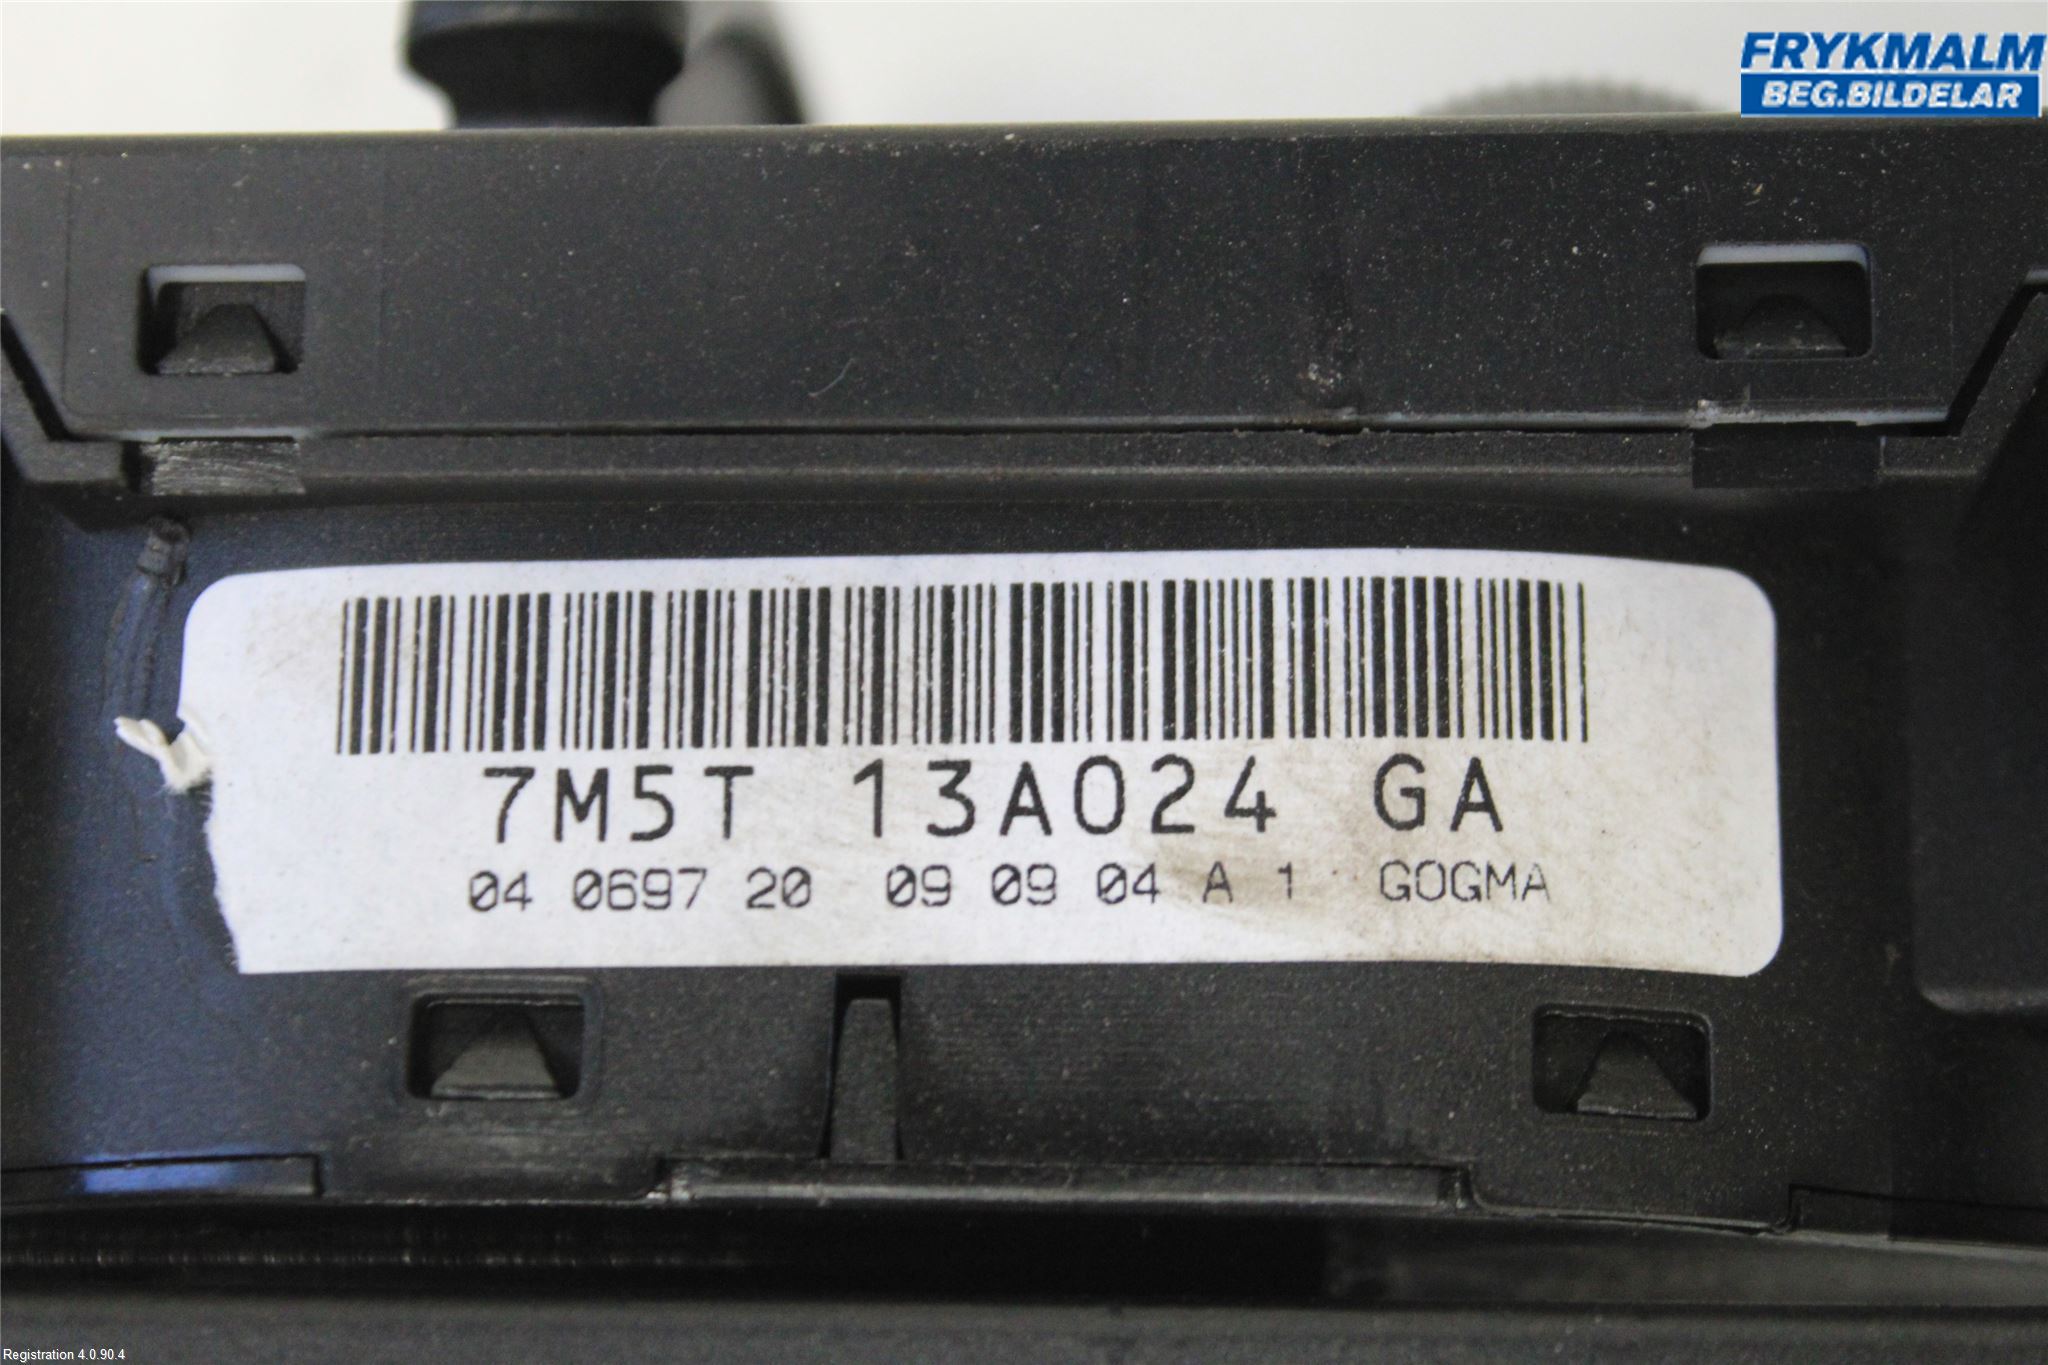 FRYKMALM
BEG.BILDELAR
7M5T 13A024 GA
04 0697 20 09 09 04 A 1 GOGMA
Registration 4.0.90.4